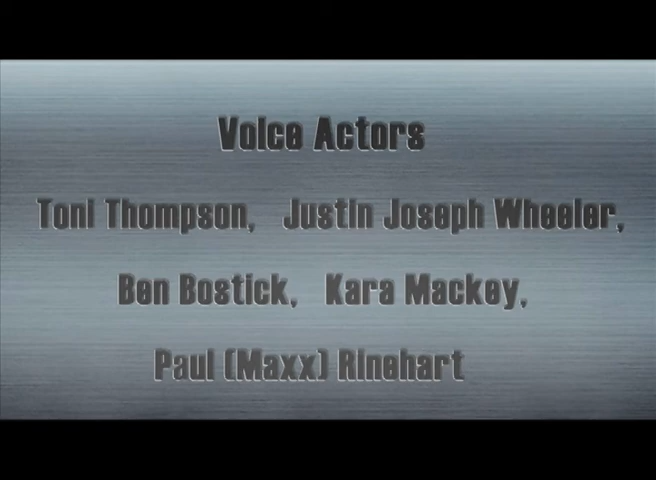 Voice Actors
Toni Thompson, Justin Joseph Wheeler,
Ben Bostick, Kara Mackey,
Paul (Maxx) Rinehart